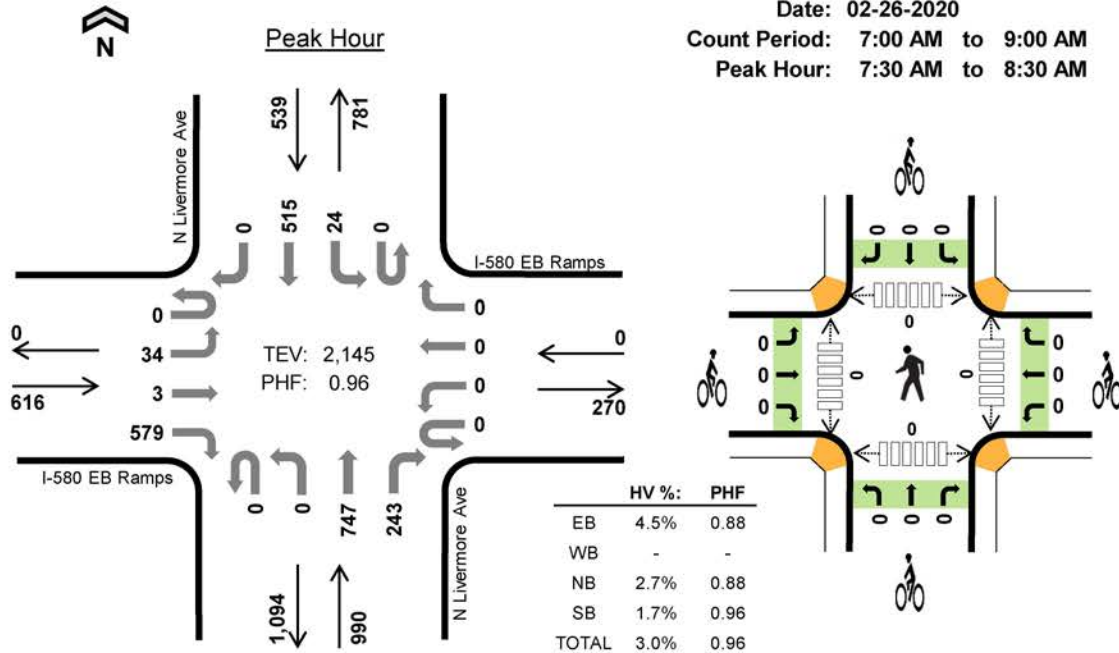 N
Peak Hour
Date: 02-26-2020
Count Period: 7:00 AM to 9:00 AM
Peak Hour: 7:30 AM to 8:30 AM
N Livermore Ave
539
781
0
515
24
0
I-580 EB Ramps
0
34
3
579
0
616
TEV: 2,145
PHF: 0.96
0
0
0
0
0
270
I-580 EB Ramps
0
0
747
243
N Livermore Ave
1,094
990
HV %: PHF
EB 4.5% 0.88
WB - -
NB 2.7% 0.88
SB 1.7% 0.96
TOTAL 3.0% 0.96
0 0 0
0
0
0
0
0
0
0
0
0
0
0 0 0